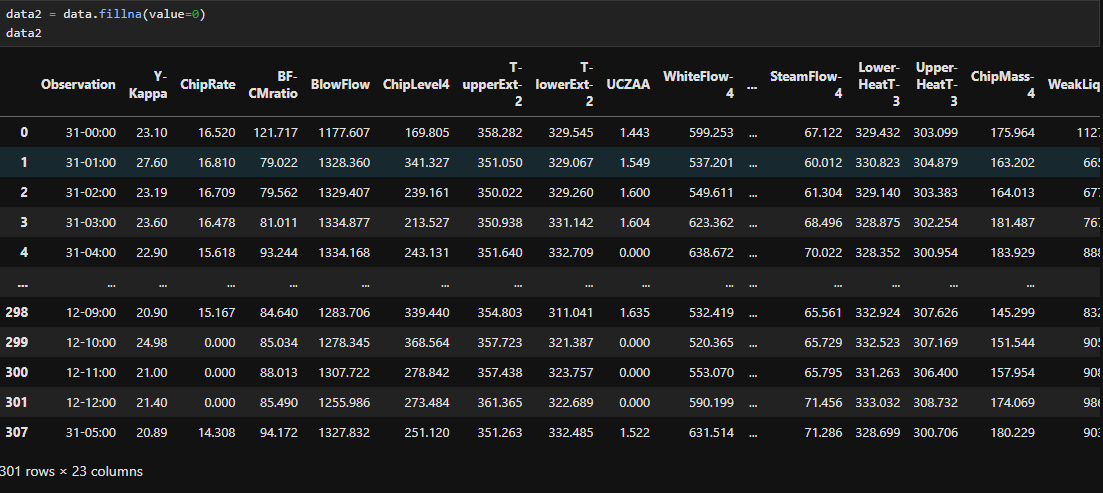 data2 = data.fillna(value=0)
data2
Observation Y-Kappa ChipRate BF-CMratio BlowFlow ChipLevel4 T-upperExt-2 T-lowerExt-2 UCZAA WhiteFlow-4 ... SteamFlow-4 Lower-HeatT-3 Upper-HeatT-3 ChipMass-4 WeakLiq
0 31-00:00 23.10 16.520 121.717 1177.607 169.805 358.282 329.545 1.443 599.253 ... 67.122 329.432 303.099 175.964 112
1 31-01:00 27.60 16.810 79.022 1328.360 341.327 351.050 329.067 1.549 537.201 ... 60.012 330.823 304.879 163.202 66
2 31-02:00 23.19 16.709 79.562 1329.407 239.161 350.022 329.260 1.600 549.611 ... 61.304 329.140 303.383 164.013 67
3 31-03:00 23.60 16.478 81.011 1334.877 213.527 350.938 331.142 1.604 623.362 ... 68.496 328.875 302.254 181.487 76
4 31-04:00 22.90 15.618 93.244 1334.168 243.131 351.640 332.709 0.000 638.672 ... 70.022 328.352 300.954 183.929 88
... ... ... ... ... ... ... ... ... ... ... ... ... ... ... ...
298 12-09:00 20.90 15.167 84.640 1283.706 339.440 354.803 311.041 1.635 532.419 ... 65.561 332.924 307.626 145.299 83
299 12-10:00 24.98 0.000 85.034 1278.345 368.564 357.723 321.387 0.000 520.365 ... 65.729 332.523 307.169 151.544 90
300 12-11:00 21.00 0.000 88.013 1307.722 278.842 357.438 323.757 0.000 553.070 ... 65.795 331.263 306.400 157.954 90
301 12-12:00 21.40 0.000 85.490 1255.986 273.484 361.365 322.689 0.000 590.199 ... 71.456 333.032 308.732 174.069 98
307 31-05:00 20.89 14.308 94.172 1327.832 251.120 351.263 332.485 1.522 631.514 ... 71.286 328.699 300.706 180.229 90
301 rows × 23 columns